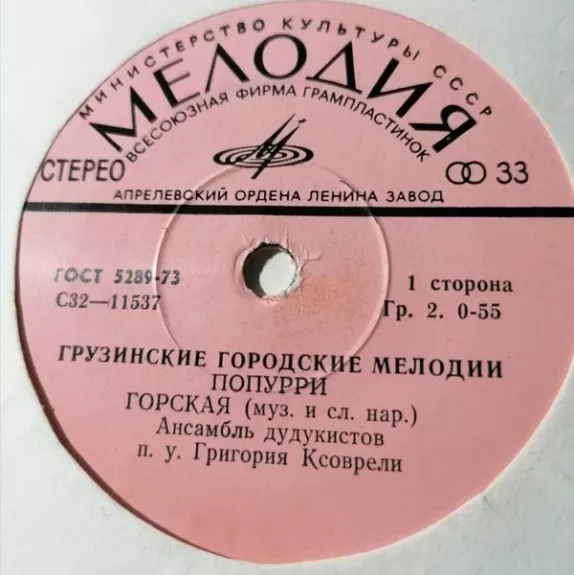 МИНИСТЕРСТВО КУЛЬТУРЫ СССР
МЕЛОДИЯ
ВСЕСОЮЗНАЯ ФИРМА ГРАМПЛАСТИНОК
СТЕРЕО
33
АПРЕЛЕВСКИЙ ОРДЕНА ЛЕНИНА ЗАВОД
ГОСТ 5289-73
С32—11537
1 сторона
Гр. 2. 0-55
ГРУЗИНСКИЕ ГОРОДСКИЕ МЕЛОДИИ
ПОПУРРИ
ГОРСКАЯ (муз. и сл. нар.)
Ансамбль дудукистов
п. у. Григория Ксоврели